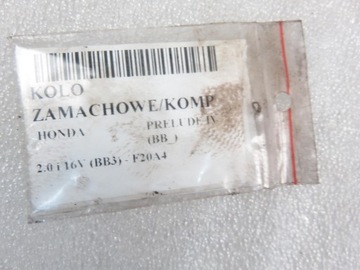 KOLO
ZAMACHOWE/KOMP
HONDA PRELUDE IV
(BB_)
2.0 i 16V (BB3) - F20A4